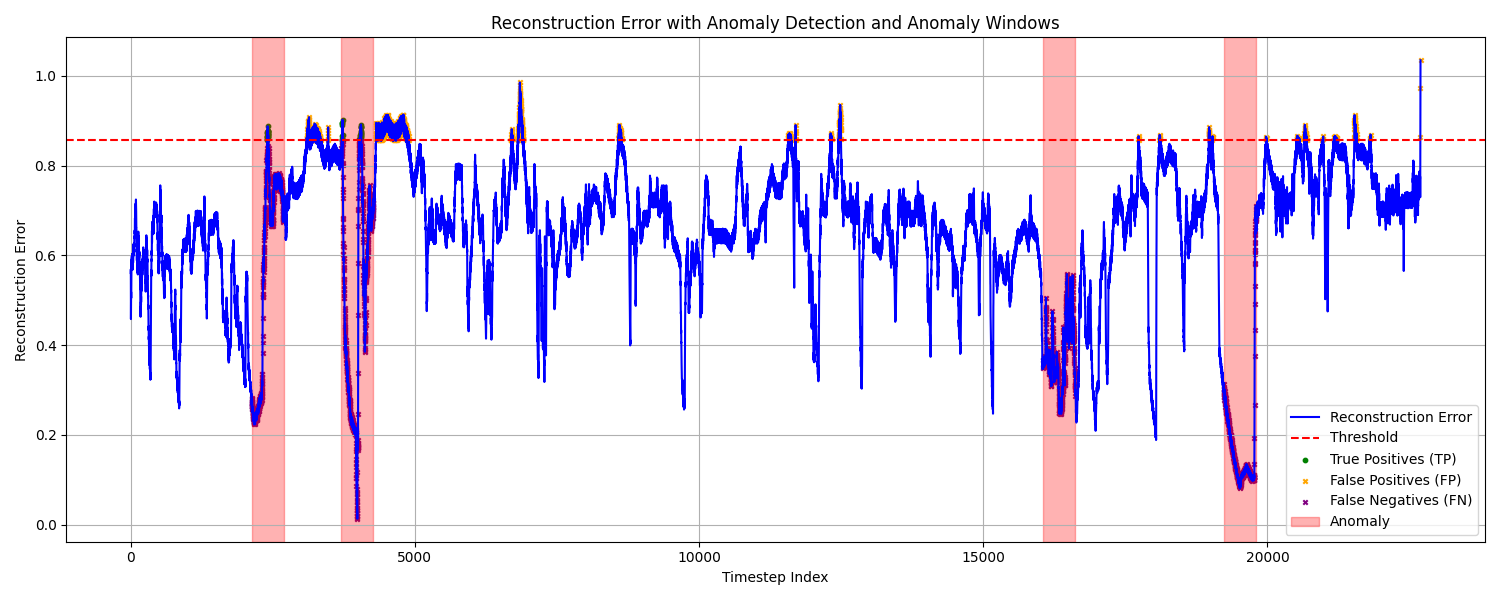 Reconstruction Error with Anomaly Detection and Anomaly Windows
Reconstruction Error
1.0
0.8
0.6
0.4
0.2
0.0
0
5000
10000
15000
20000
Timestep Index
Reconstruction Error
Threshold
True Positives (TP)
False Positives (FP)
False Negatives (FN)
Anomaly